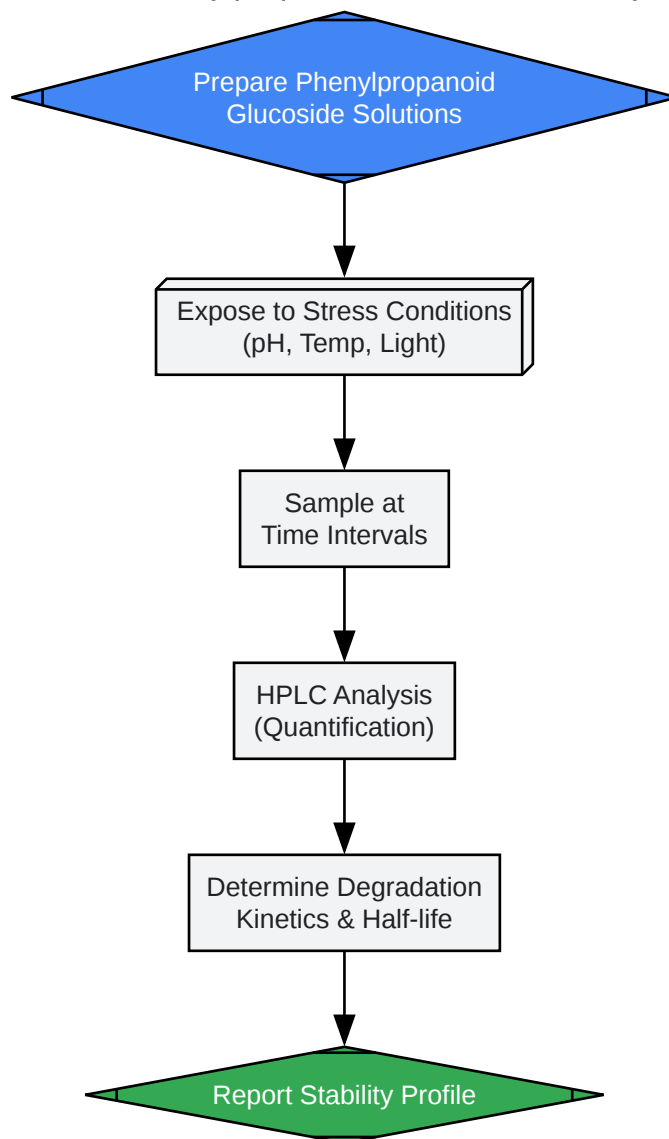 Prepare Phenylpropanoid
Glucoside Solutions
Expose to Stress Conditions
(pH, Temp, Light)
Sample at
Time Intervals
HPLC Analysis
(Quantification)
Determine Degradation
Kinetics & Half-life
Report Stability Profile